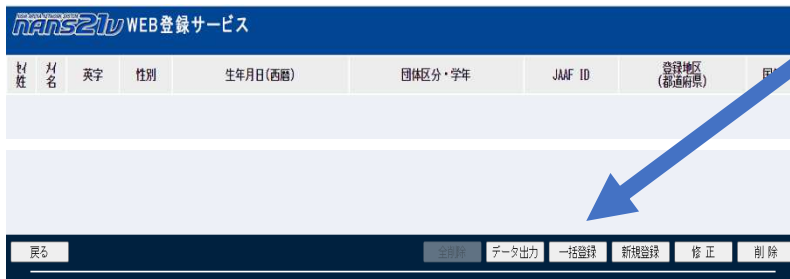 NANS21V WEB登録サービス
ｾｲ ﾒｲ 英字 性別 生年月日(西暦) 団体区分・学年 JAAF ID 登録地区
姓 名 (都道府県)
戻る 全削除 データ出力 一括登録 新規登録 修正 削除